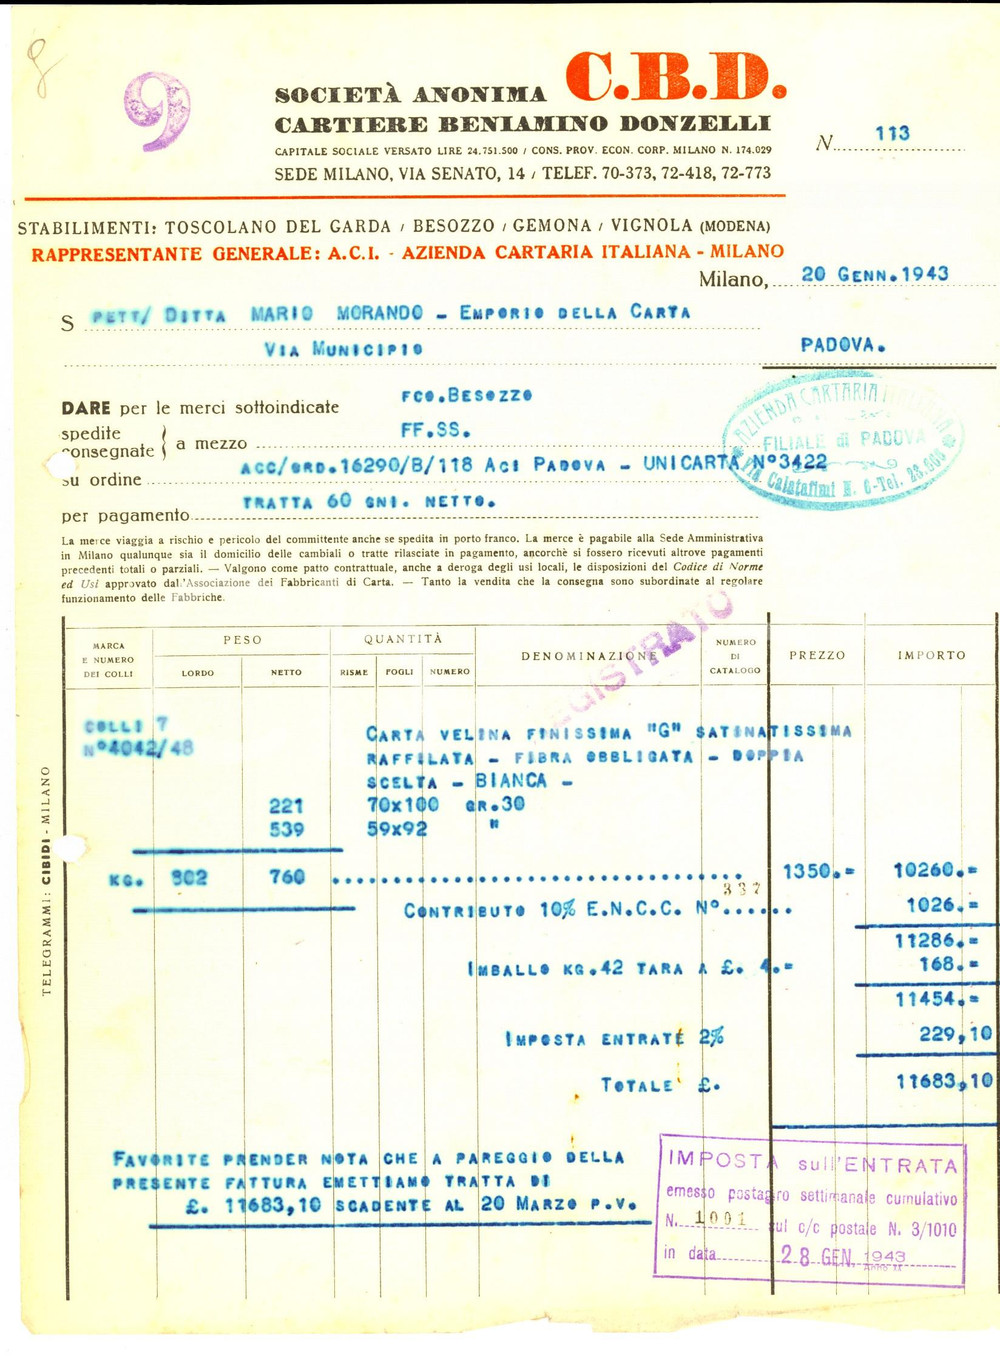 8
9
SOCIETÀ ANONIMA C.B.D.
CARTIERE BENIAMINO DONZELLI
CAPITALE SOCIALE VERSATO LIRE 24.751.500 / CONS. PROV. ECON. CORP. MILANO N. 174.029
SEDE MILANO, VIA SENATO, 14 / TELEF. 70-373, 72-418, 72-773
N. 113
STABILIMENTI: TOSCOLANO DEL GARDA / BESOZZO / GEMONA / VIGNOLA (MODENA)
RAPPRESENTANTE GENERALE: A.C.I. - AZIENDA CARTARIA ITALIANA - MILANO
Milano, 20 GENN.1943
S PETT/ DITTA MARIO MORANDO - EMPORIO DELLA CARTA
VIA MUNICIPIO PADOVA.
DARE per le merci sottoindicate FCO.BESOZZO
spedite
consegnate } a mezzo FF.SS.
su ordine ACC/ORD.16290/B/118 ACI PADOVA - UNICARTA N°3422
per pagamento TRATTA 60 GNI. NETTO.
AZIENDA CARTARIA
FILIALE di PADOVA
Via Calatafimi N. 6-Tel. 23.566
La merce viaggia a rischio e pericolo del committente anche se spedita in porto franco. La merce è pagabile alla Sede Amministrativa
in Milano qualunque sia il domicilio delle cambiali o tratte rilasciate in pagamento, ancorchè si fossero ricevuti altrove pagamenti
precedenti totali o parziali. — Valgono come patto contrattuale, anche a deroga degli usi locali, le disposizioni del Codice di Norme
ed Usi approvato dall'Associazione dei Fabbricanti di Carta. — Tanto la vendita che la consegna sono subordinate al regolare
funzionamento delle Fabbriche.
REGISTRATO
MARCA
E NUMERO
DEI COLLI
PESO
LORDO NETTO
QUANTITÀ
RISME FOGLI NUMERO
DENOMINAZIONE
NUMERO
DI
CATALOGO
PREZZO
IMPORTO
COLLI 7
N°4042/48
CARTA VELINA FINISSIMA "G" SATINATISSIMA
RAFFILATA - FIBRA OBBLIGATA - DOPPIA
SCELTA - BIANCA -
221 70x100 GR.30
539 59x92 "
KG. 802 760 1350.= 10260.=
337
CONTRIBUTO 10% E.N.C.C. N°...... 1026.=
11286.=
IMBALLO KG.42 TARA A £. 4.= 168.=
11454.=
IMPOSTA ENTRATE 2% 229,10
TOTALE £. 11683,10
FAVORITE PRENDER NOTA CHE A PAREGGIO DELLA
PRESENTE FATTURA EMETTIAMO TRATTA DI
£. 11683,10 SCADENTE AL 20 MARZO P.V.
IMPOSTA sull'ENTRATA
emesso postagiro settimanale cumulativo
N. 1091 sul c/c postale N. 3/1010
in data 28 GEN. 1943
TELEGRAMMI: CIBIDI - MILANO